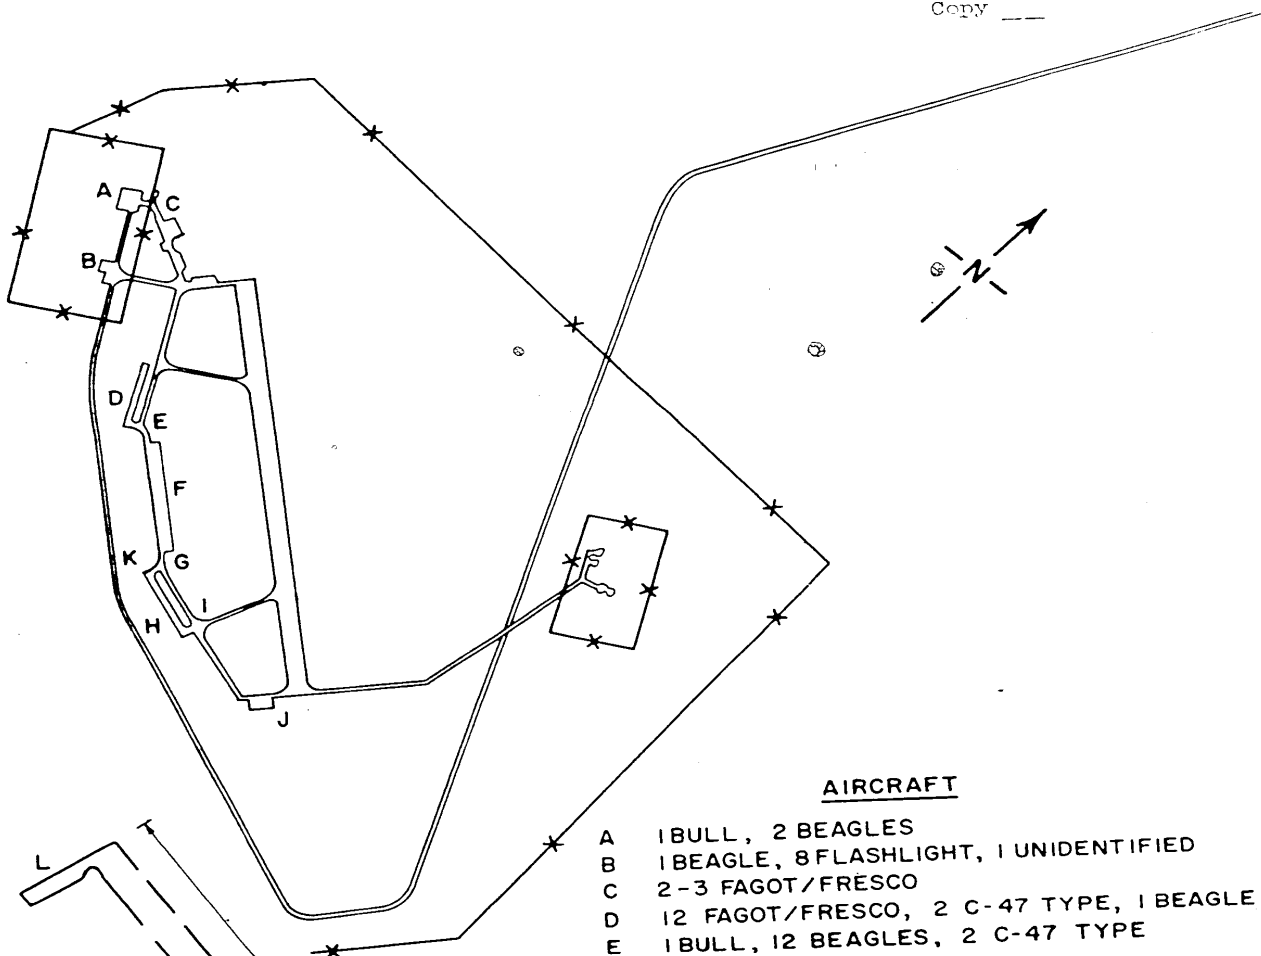 Copy ___
A
C
B
N
D
E
F
K
G
I
H
J
L
AIRCRAFT
A 1 BULL, 2 BEAGLES
B 1 BEAGLE, 8 FLASHLIGHT, 1 UNIDENTIFIED
C 2-3 FAGOT/FRESCO
D 12 FAGOT/FRESCO, 2 C-47 TYPE, 1 BEAGLE
E 1 BULL, 12 BEAGLES, 2 C-47 TYPE